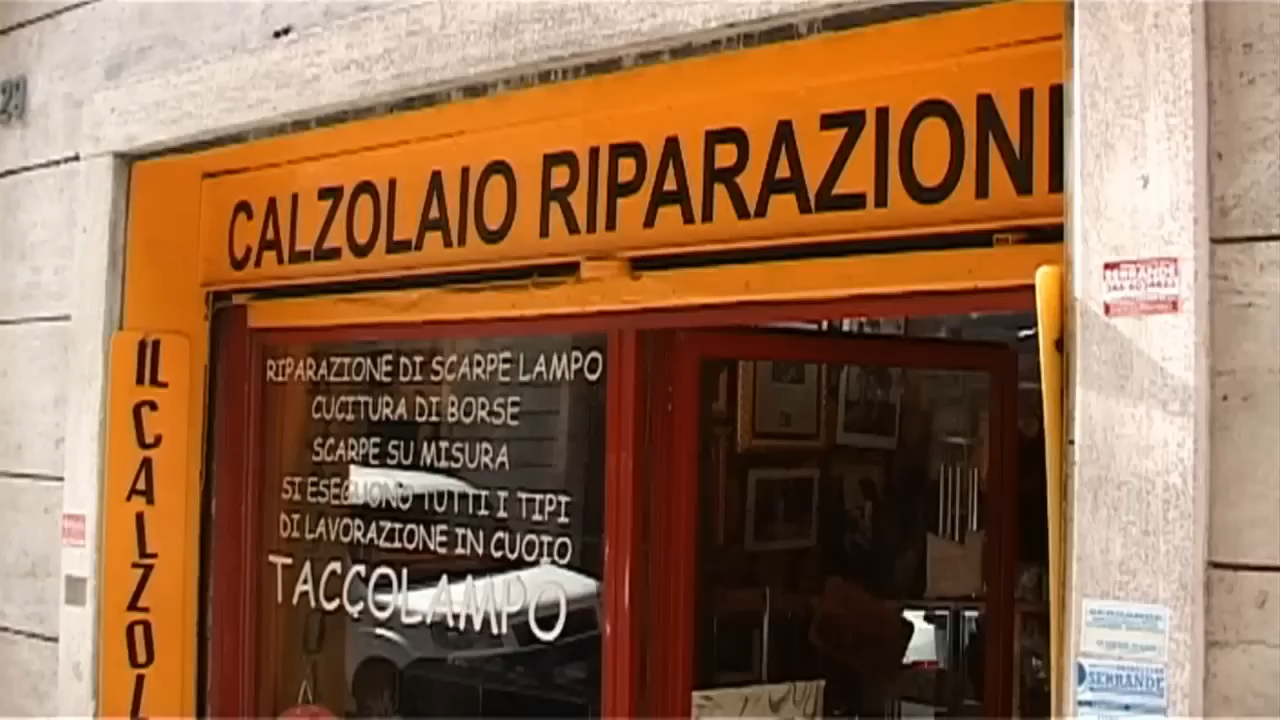 29
CALZOLAIO RIPARAZIONI
IL CALZOL
RIPARAZIONE DI SCARPE LAMPO
CUCITURA DI BORSE
SCARPE SU MISURA
SI ESEGUONO TUTTI I TIPI
DI LAVORAZIONE IN CUOIO
TACCOLAMPO
SERRANDE
SERRANDE